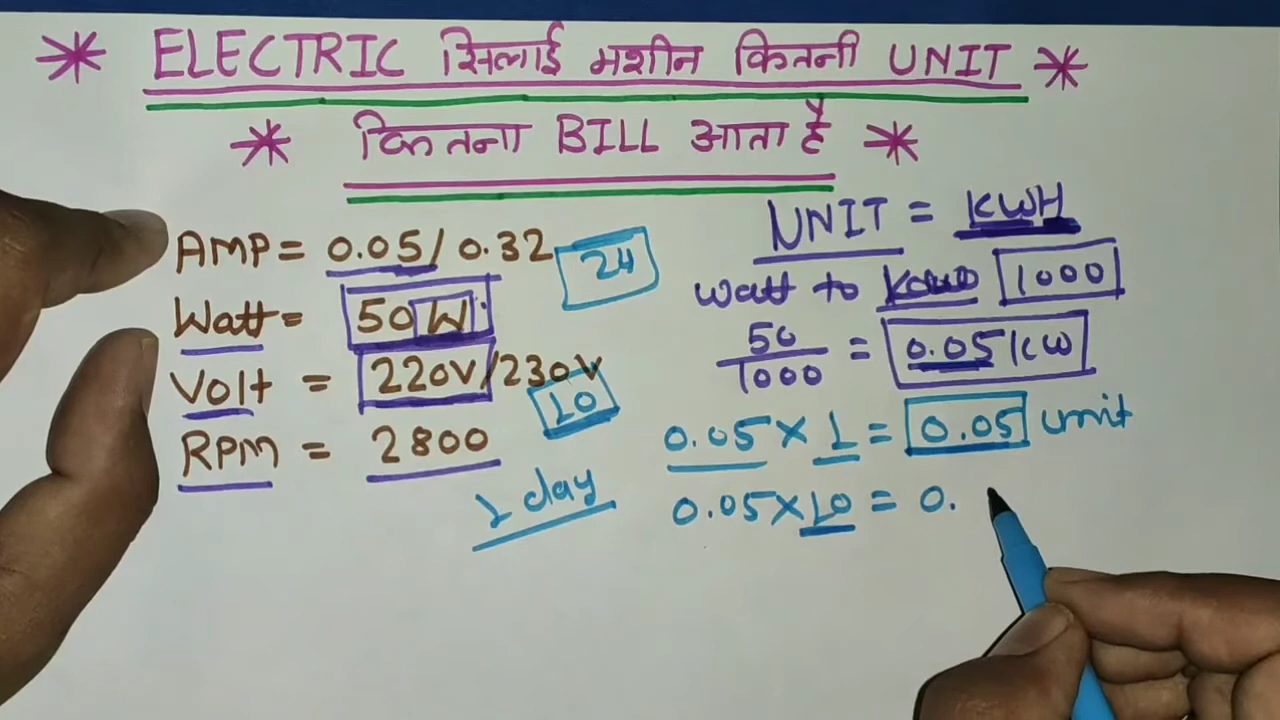 * ELECTRIC सिलाई मशीन कितनी UNIT *
* कितना BILL आता है *
AMP = 0.05/0.32
24
Watt = 50W
Volt = 220V/230V
10
RPM = 2800
1 day
UNIT = KWH
Watt to 1000
50/1000 = 0.05 KW
0.05 × 1 = 0.05 unit
0.05 × 10 = 0.